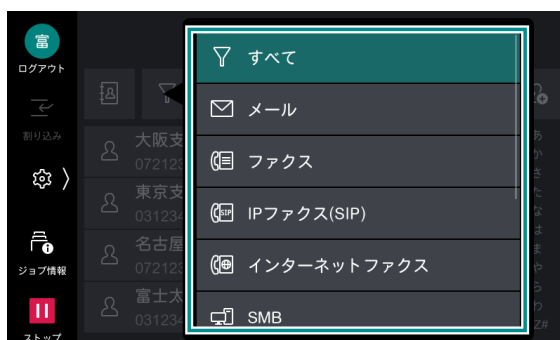 富
ログアウト
割り込み
ジョブ情報
ストップ
すべて
メール
ファクス
SIP
IPファクス(SIP)
インターネットファクス
SMB
大阪支
072123
東京支
031234
名古屋
072123
富士太
031234
あ
か
さ
た
な
は
ま
や
ら
わ
Z#